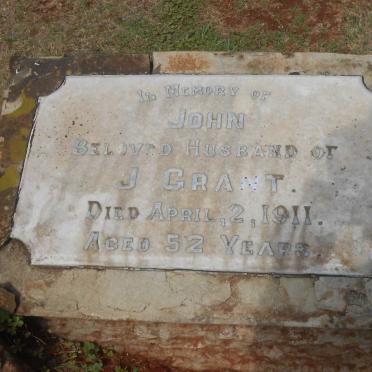 In Memory of
John
Beloved Husband of
J Grant.
Died April, 2, 1911.
Aged 52 Years.